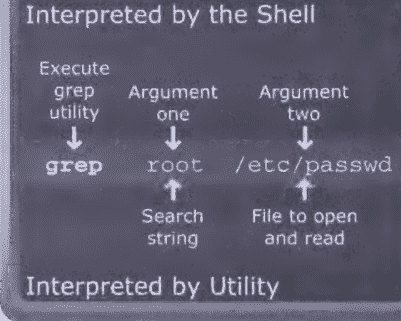 Interpreted by the Shell
Execute
grep
utility
Argument
one
Argument
two
grep root /etc/passwd
Search
string
File to open
and read
Interpreted by Utility